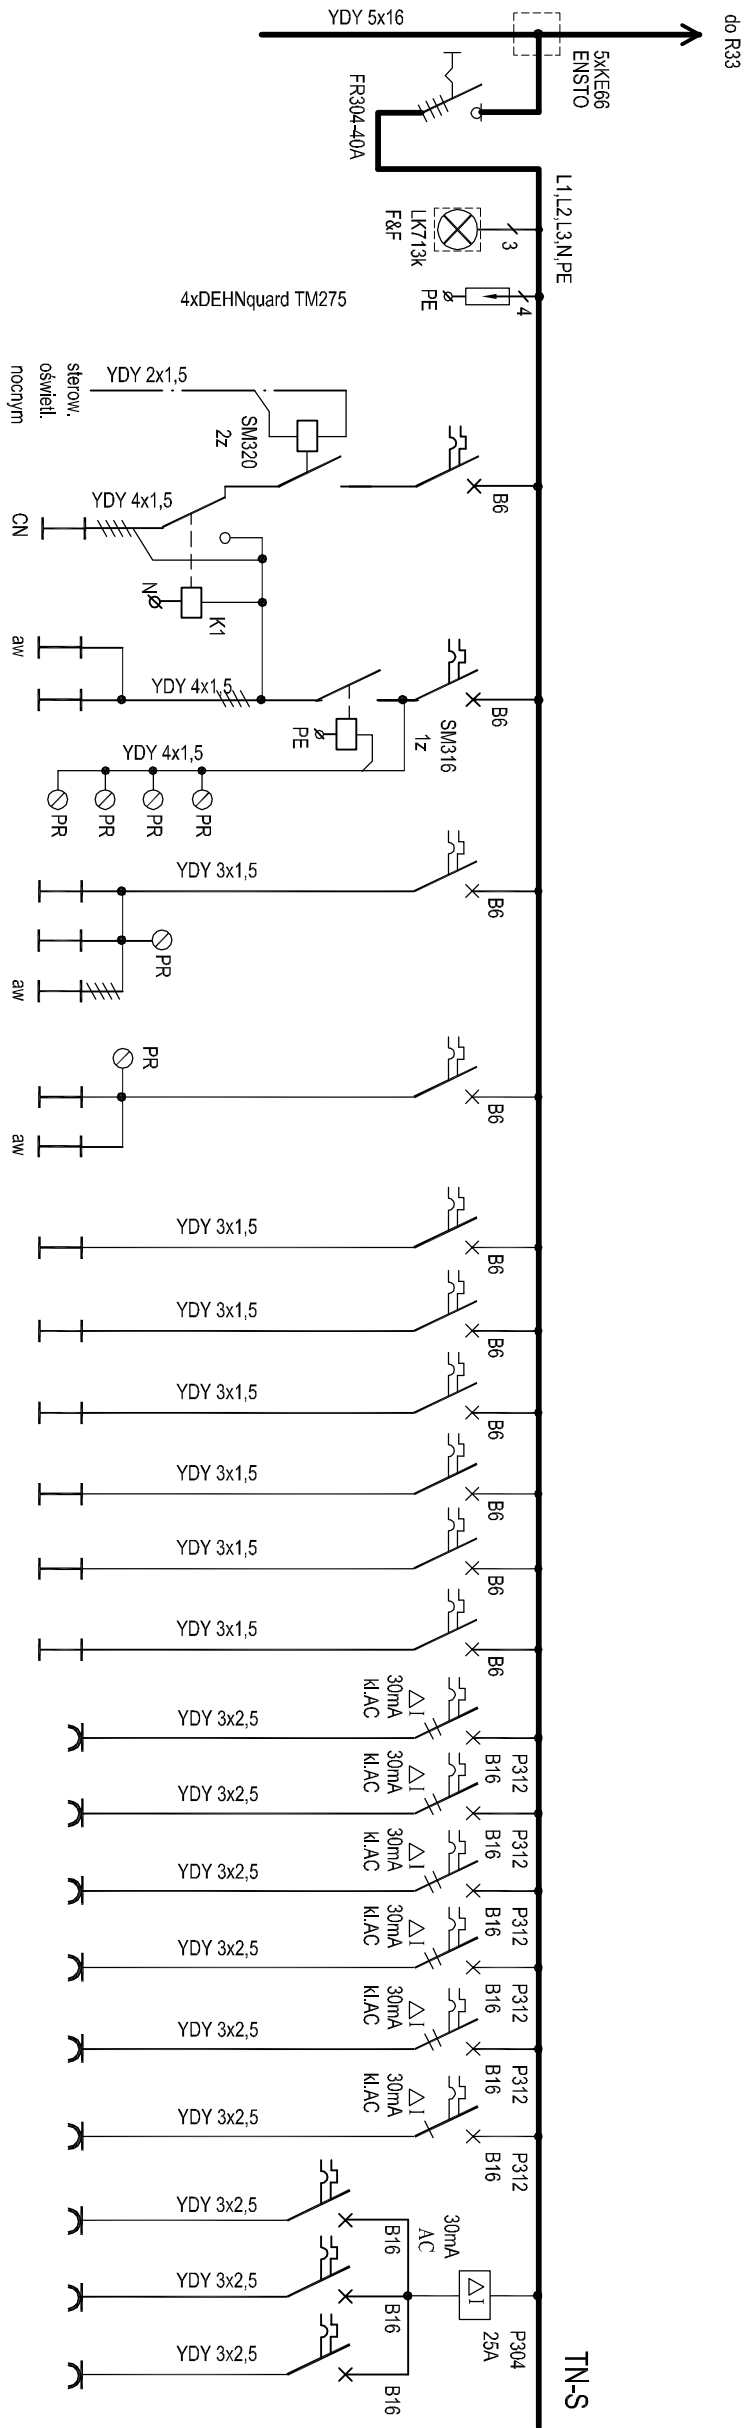 YDY 5x16
do R33
5xKE66
ENSTO
FR304-40A
L1,L2,L3,N,PE
3
LK713k
F&F
4
PE
4xDEHNquard TM275
sterow.
oświetl.
nocnym
YDY 2x1,5
SM320
2z
B6
YDY 4x1,5
CN
N
K1
aw
YDY 4x1,5
B6
SM316
1z
PE
YDY 4x1,5
PR
PR
PR
PR
YDY 3x1,5
B6
PR
aw
PR
B6
aw
YDY 3x1,5
B6
YDY 3x1,5
B6
YDY 3x1,5
B6
YDY 3x1,5
B6
YDY 3x1,5
B6
YDY 3x1,5
B6
YDY 3x2,5
30mA
kl.AC
ΔI
P312
B16
YDY 3x2,5
30mA
kl.AC
ΔI
P312
B16
YDY 3x2,5
30mA
kl.AC
ΔI
P312
B16
YDY 3x2,5
30mA
kl.AC
ΔI
P312
B16
YDY 3x2,5
30mA
kl.AC
ΔI
P312
B16
YDY 3x2,5
30mA
kl.AC
ΔI
P312
B16
YDY 3x2,5
B16
30mA
AC
ΔI
P304
25A
YDY 3x2,5
B16
YDY 3x2,5
B16
TN-S